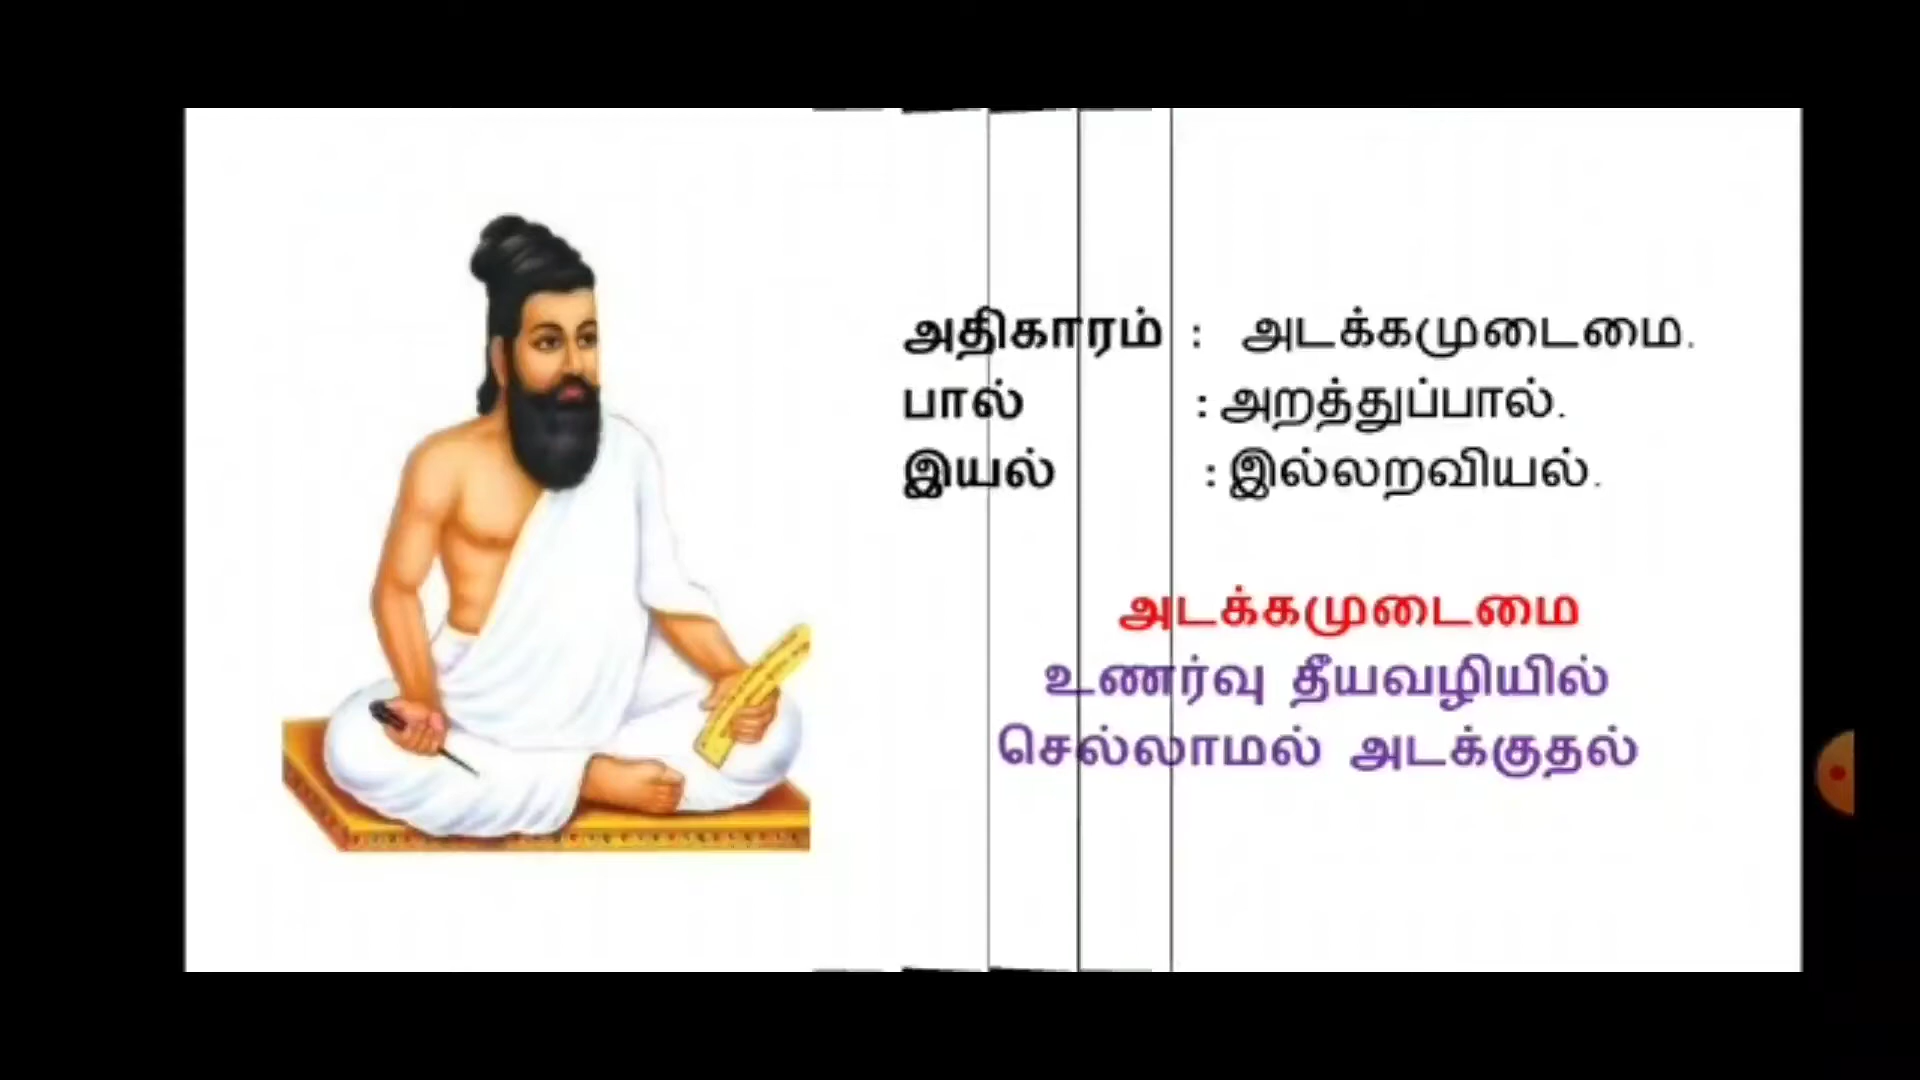 அதிகாரம் : அடக்கமுடைமை.
பால் : அறத்துப்பால்.
இயல் : இல்லறவியல்.
அடக்கமுடைமை
உணர்வு தீயவழியில்
செல்லாமல் அடக்குதல்